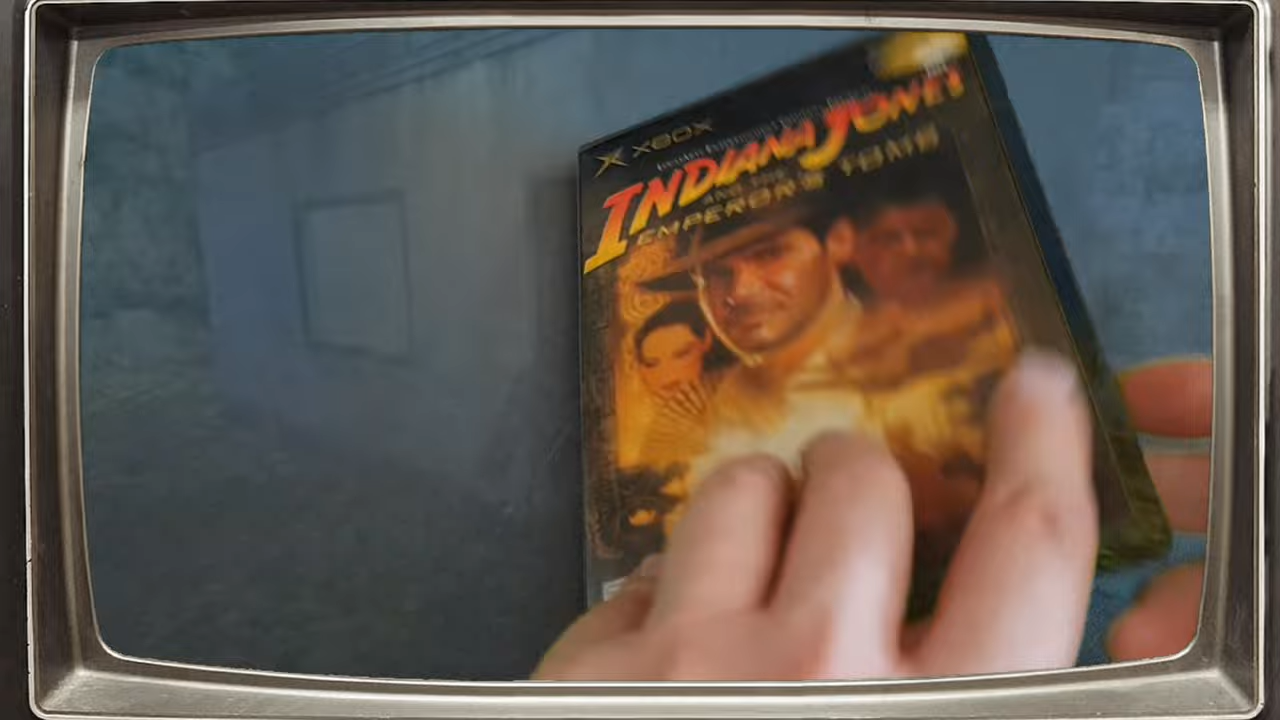 XBOX
INDIANA JONES
AND THE
EMPEROR'S TOMB